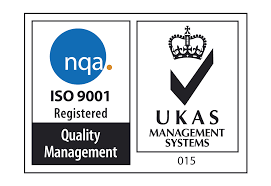 nqa.
ISO 9001
Registered
Quality
Management
UKAS
MANAGEMENT
SYSTEMS
015